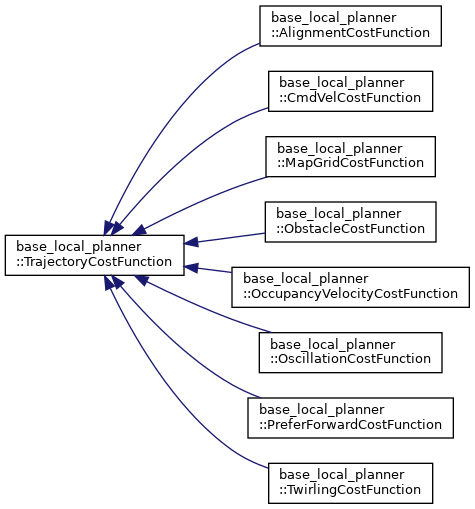 base_local_planner
::AlignmentCostFunction
base_local_planner
::CmdVelCostFunction
base_local_planner
::MapGridCostFunction
base_local_planner
::ObstacleCostFunction
base_local_planner
::TrajectoryCostFunction
base_local_planner
::OccupancyVelocityCostFunction
base_local_planner
::OscillationCostFunction
base_local_planner
::PreferForwardCostFunction
base_local_planner
::TwirlingCostFunction